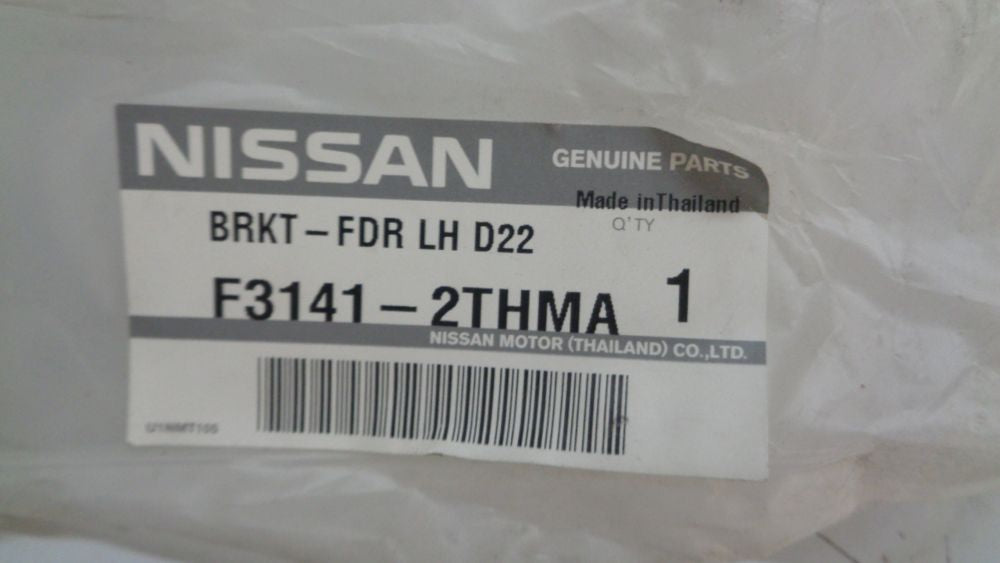 NISSAN GENUINE PARTS
Made in Thailand
Q'TY
BRKT-FDR LH D22
F3141-2THMA 1
NISSAN MOTOR (THAILAND) CO.,LTD.